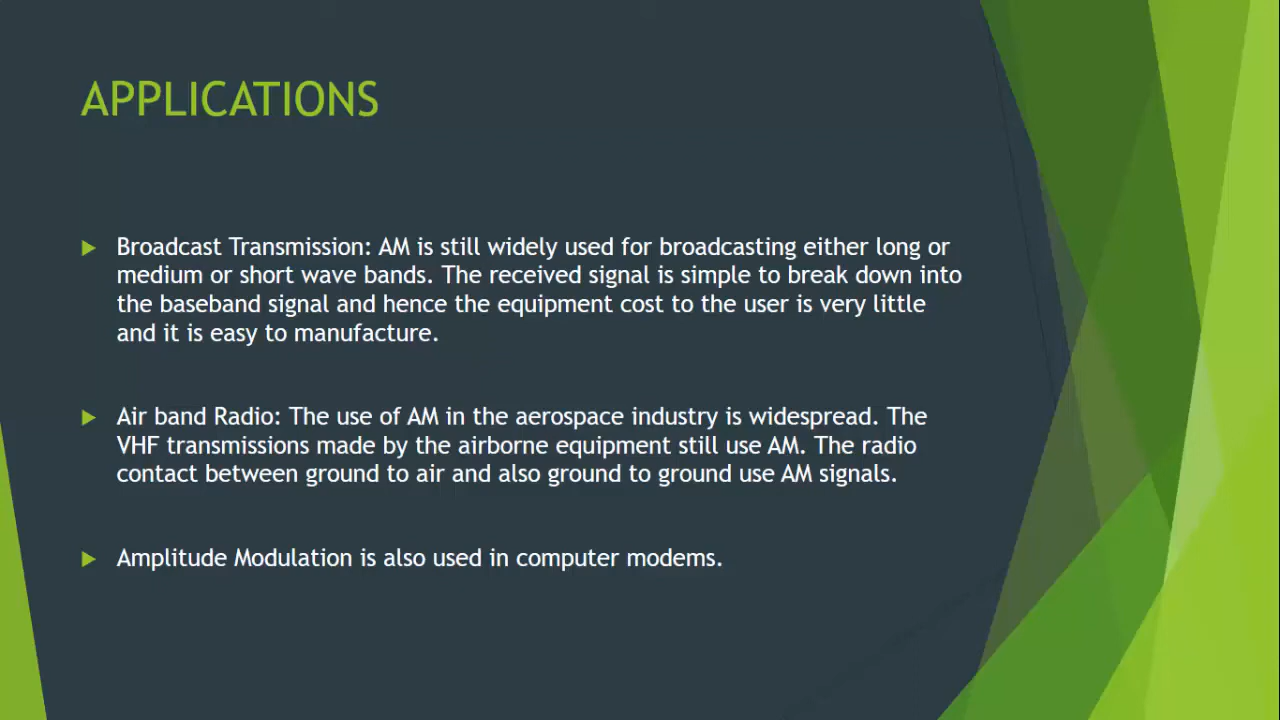 APPLICATIONS
Broadcast Transmission: AM is still widely used for broadcasting either long or
medium or short wave bands. The received signal is simple to break down into
the baseband signal and hence the equipment cost to the user is very little
and it is easy to manufacture.
Air band Radio: The use of AM in the aerospace industry is widespread. The
VHF transmissions made by the airborne equipment still use AM. The radio
contact between ground to air and also ground to ground use AM signals.
Amplitude Modulation is also used in computer modems.